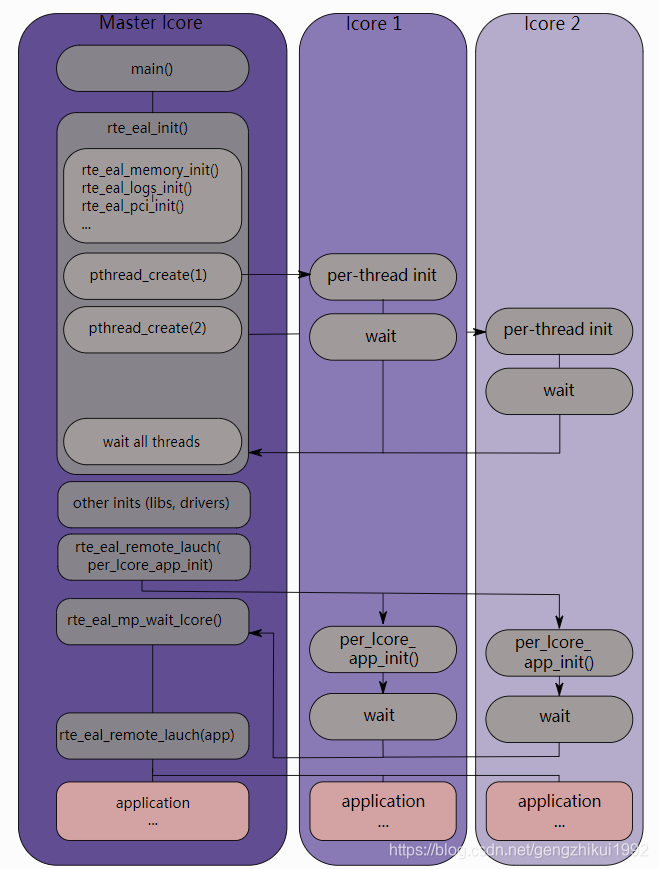 Master lcore
lcore 1
lcore 2
main()
rte_eal_init()
rte_eal_memory_init()
rte_eal_logs_init()
rte_eal_pci_init()
...
pthread_create(1)
per-thread init
pthread_create(2)
wait
per-thread init
wait
wait all threads
other inits (libs, drivers)
rte_eal_remote_lauch(
per_lcore_app_init)
rte_eal_mp_wait_lcore()
per_lcore_
app_init()
per_lcore_
app_init()
wait
wait
rte_eal_remote_lauch(app)
application
...
application
...
application
...
https://blog.csdn.net/gengzhikui1992